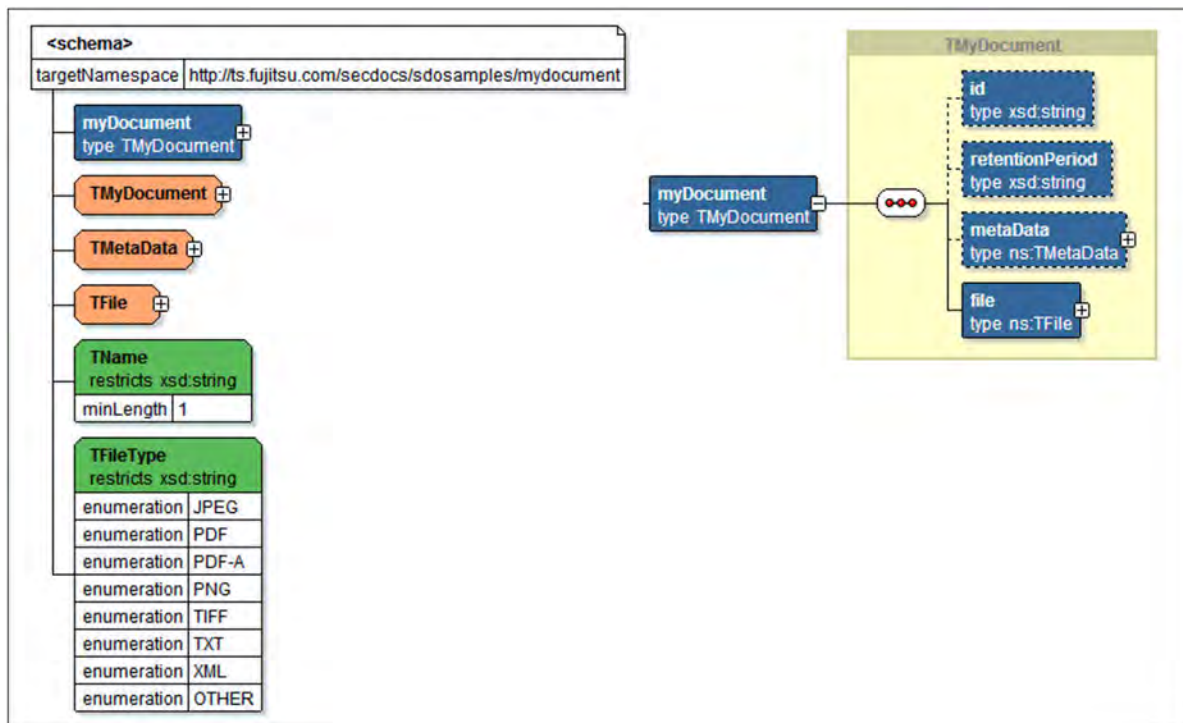 <schema>
targetNamespace http://ts.fujitsu.com/secdocs/sdosamples/mydocument
myDocument
type TMyDocument
TMyDocument
TMetaData
TFile
TName
restricts xsd:string
minLength 1
TFileType
restricts xsd:string
enumeration JPEG
enumeration PDF
enumeration PDF-A
enumeration PNG
enumeration TIFF
enumeration TXT
enumeration XML
enumeration OTHER
myDocument
type TMyDocument
TMyDocument
id
type xsd:string
retentionPeriod
type xsd:string
metaData
type ns:TMetaData
file
type ns:TFile